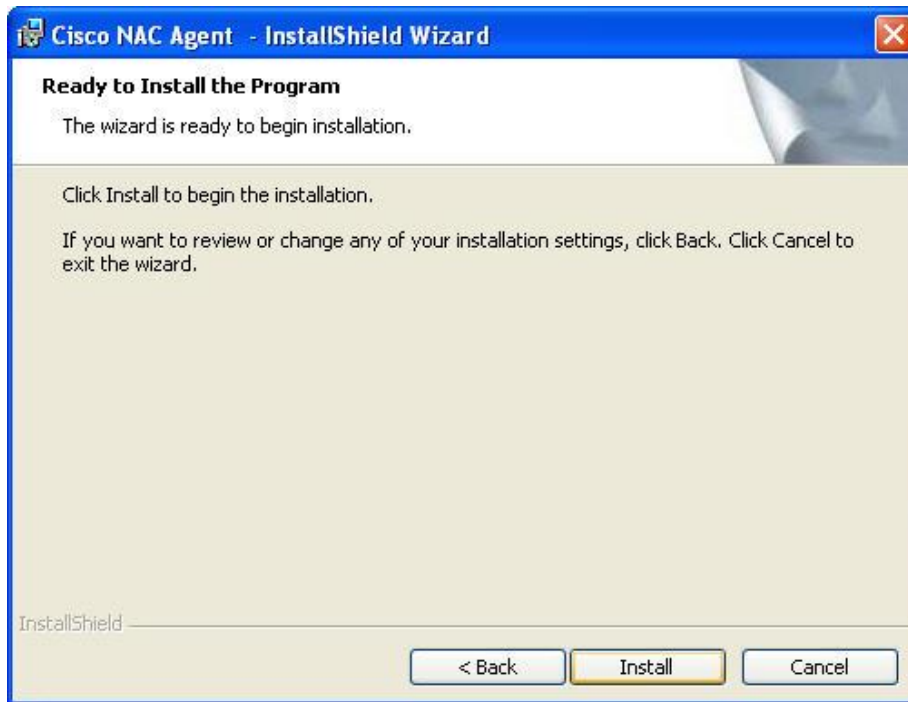 Cisco NAC Agent - InstallShield Wizard
Ready to Install the Program
The wizard is ready to begin installation.
Click Install to begin the installation.
If you want to review or change any of your installation settings, click Back. Click Cancel to
exit the wizard.
InstallShield
< Back
Install
Cancel